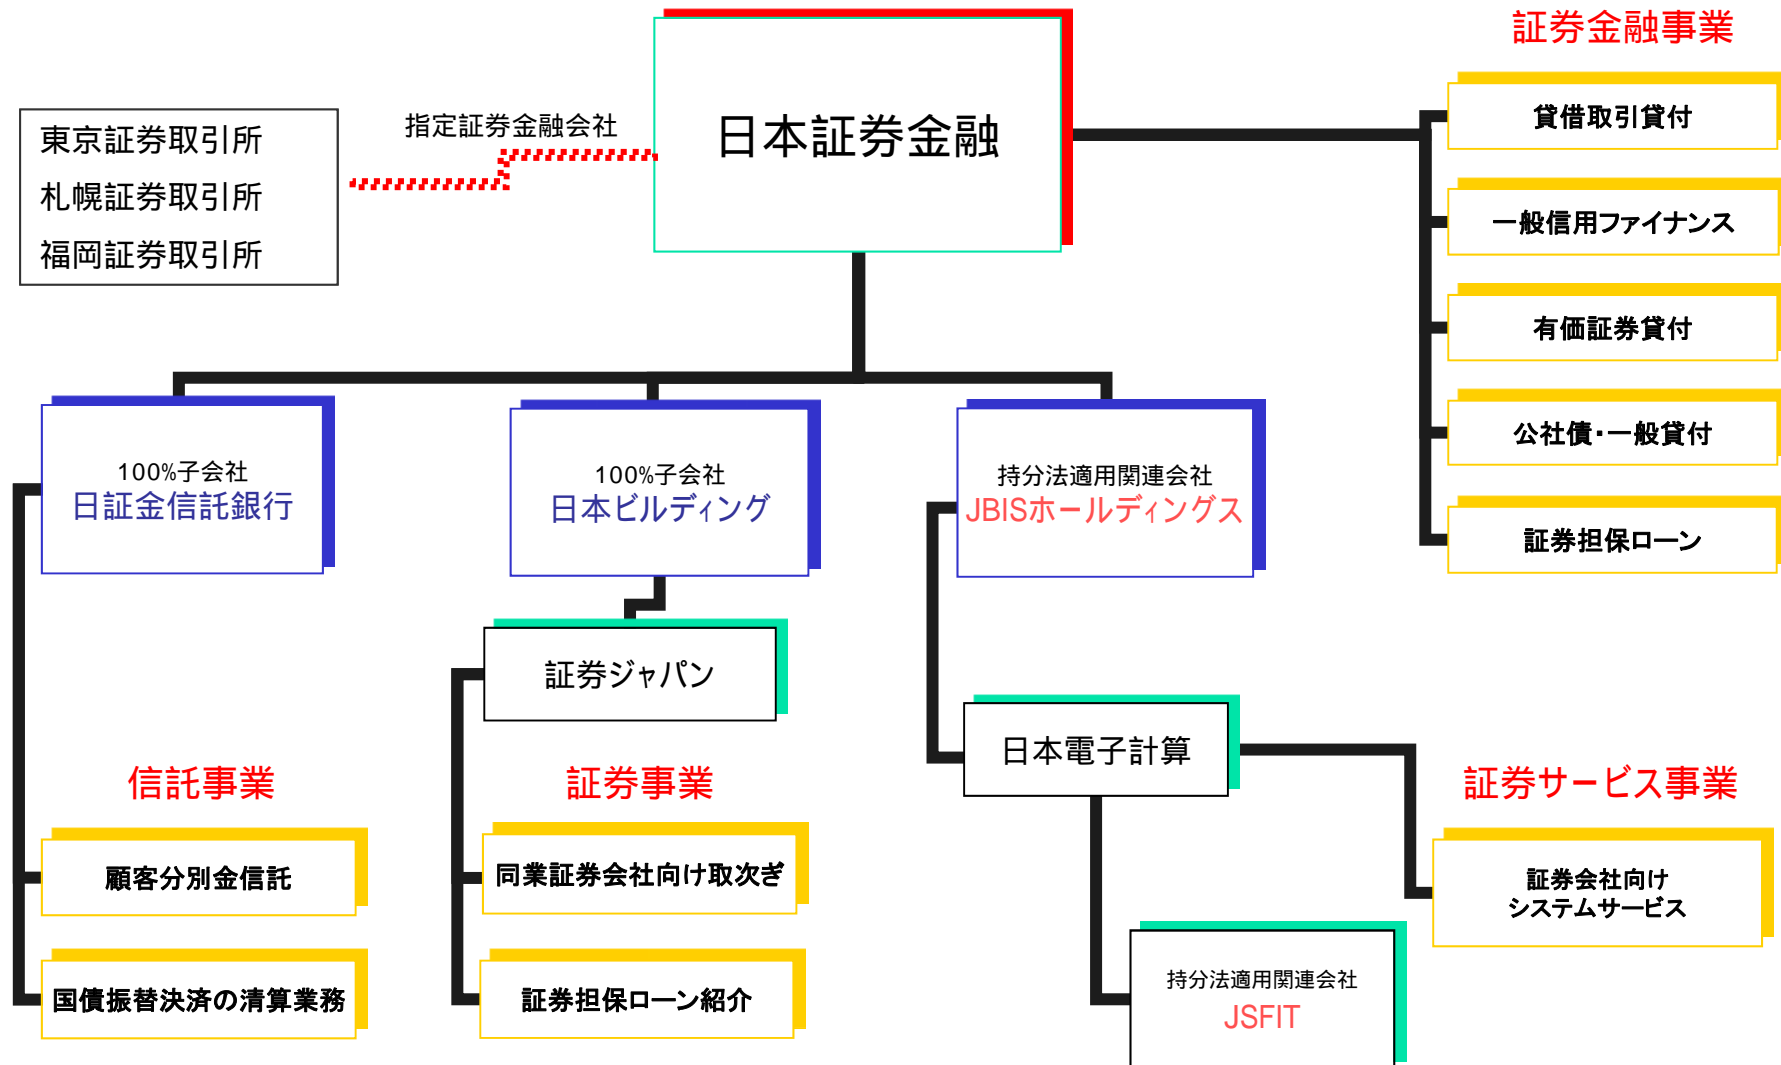 証券金融事業
東京証券取引所
札幌証券取引所
福岡証券取引所
指定証券金融会社
日本証券金融
貸借取引貸付
一般信用ファイナンス
有価証券貸付
公社債・一般貸付
証券担保ローン
100%子会社
日証金信託銀行
100%子会社
日本ビルディング
持分法適用関連会社
JBISホールディングス
証券ジャパン
日本電子計算
信託事業
証券事業
証券サービス事業
顧客分別金信託
同業証券会社向け取次ぎ
証券会社向け
システムサービス
国債振替決済の清算業務
証券担保ローン紹介
持分法適用関連会社
JSFIT